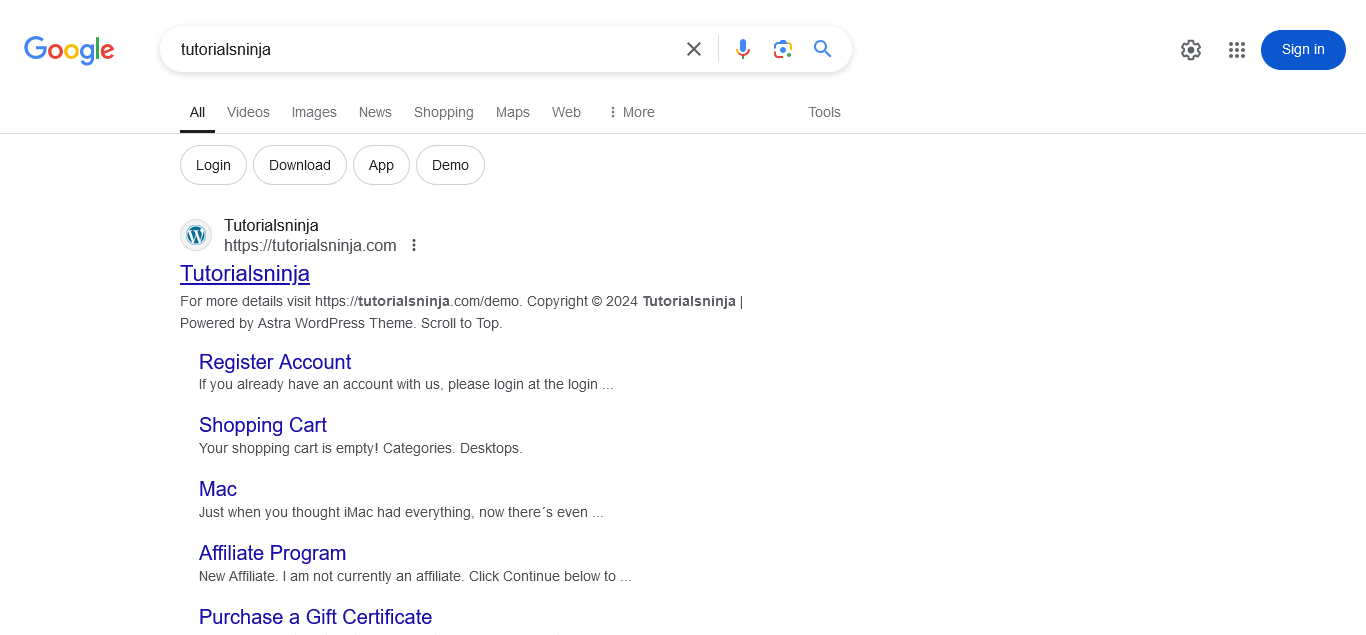 Google
tutorialsninja
Sign in
All Videos Images News Shopping Maps Web More Tools
Login Download App Demo
Tutorialsninja
https://tutorialsninja.com
Tutorialsninja
For more details visit https://tutorialsninja.com/demo. Copyright © 2024 Tutorialsninja |
Powered by Astra WordPress Theme. Scroll to Top.
Register Account
If you already have an account with us, please login at the login ...
Shopping Cart
Your shopping cart is empty! Categories. Desktops.
Mac
Just when you thought iMac had everything, now there´s even ...
Affiliate Program
New Affiliate. I am not currently an affiliate. Click Continue below to ...
Purchase a Gift Certificate